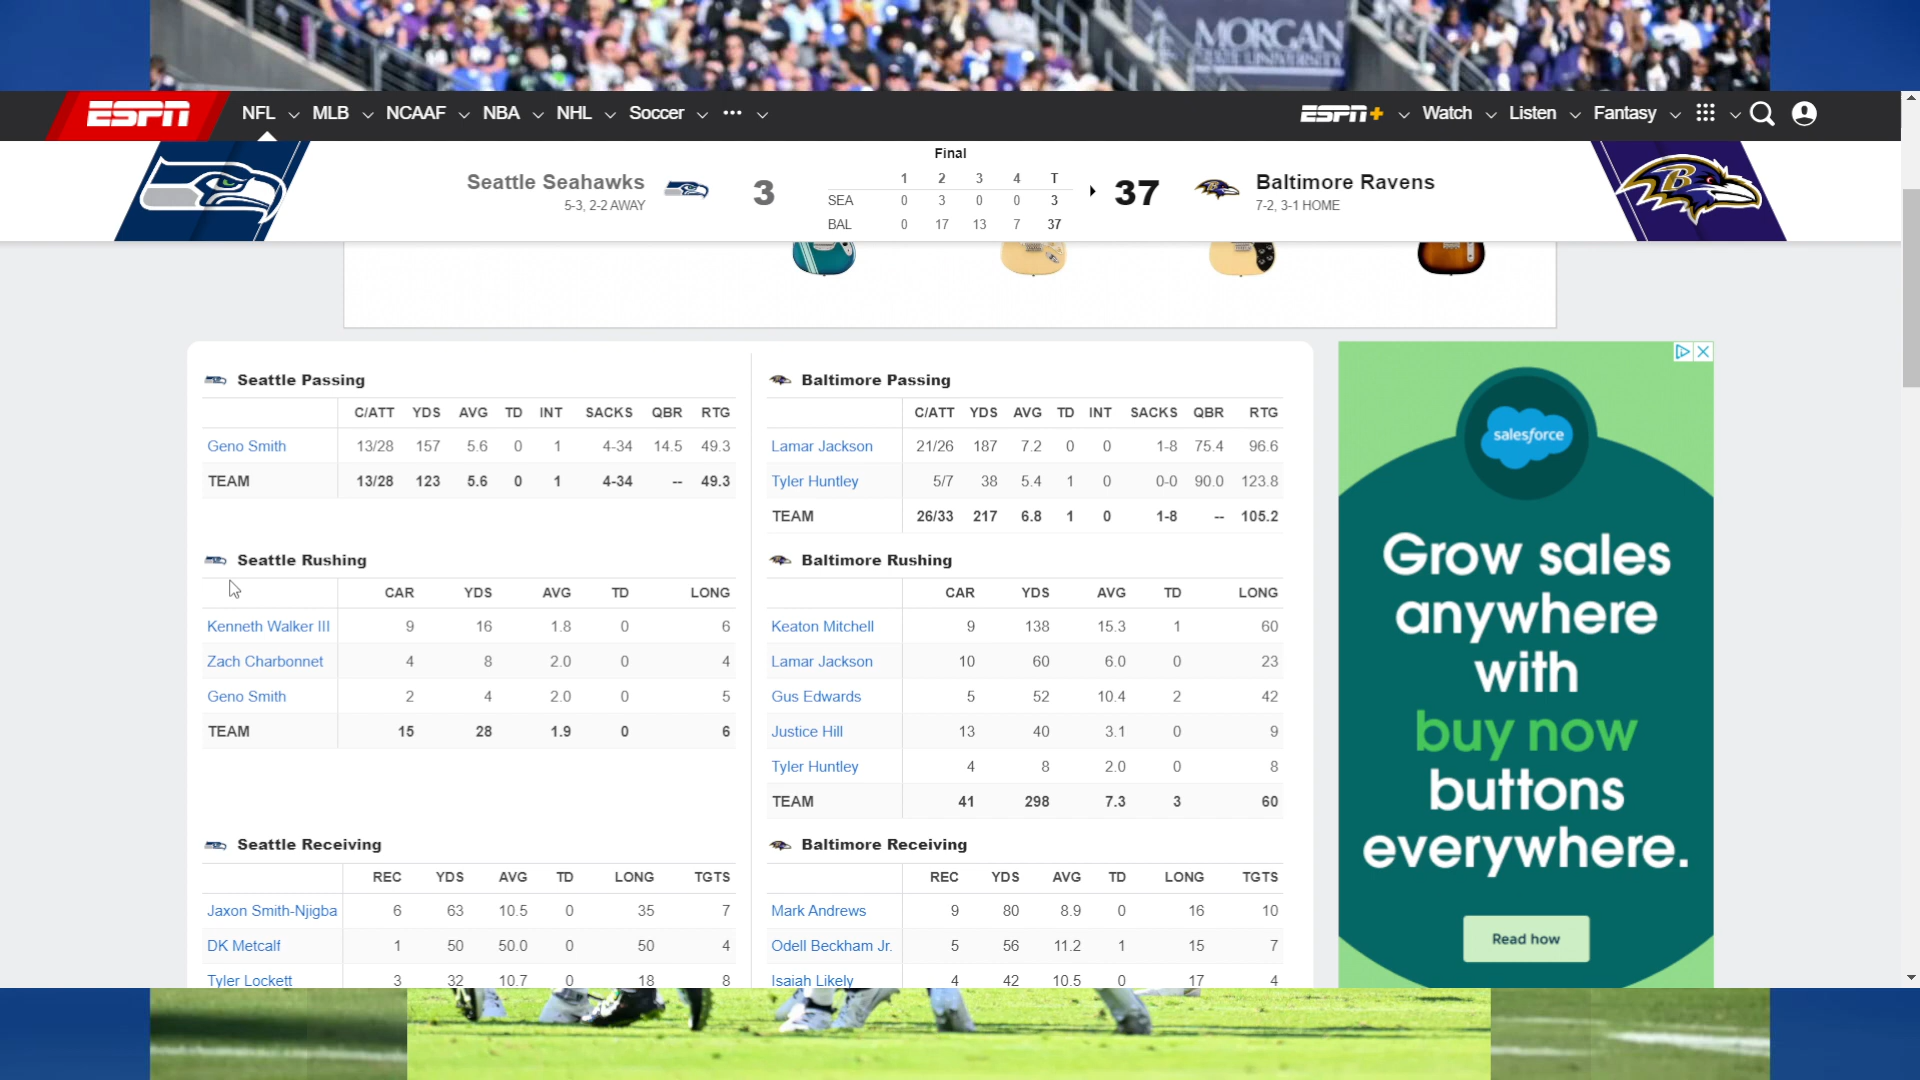 MORGAN
STATE UNIVERSITY
ESPN NFL MLB NCAAF NBA NHL Soccer ••• ESPN+ Watch Listen Fantasy
Final
Seattle Seahawks
5-3, 2-2 AWAY
3
1 2 3 4 T
SEA 0 3 0 0 3
BAL 0 17 13 7 37
37
Baltimore Ravens
7-2, 3-1 HOME
Seattle Passing
C/ATT YDS AVG TD INT SACKS QBR RTG
Geno Smith 13/28 157 5.6 0 1 4-34 14.5 49.3
TEAM 13/28 123 5.6 0 1 4-34 -- 49.3
Baltimore Passing
C/ATT YDS AVG TD INT SACKS QBR RTG
Lamar Jackson 21/26 187 7.2 0 0 1-8 75.4 96.6
Tyler Huntley 5/7 38 5.4 1 0 0-0 90.0 123.8
TEAM 26/33 217 6.8 1 0 1-8 -- 105.2
Seattle Rushing
CAR YDS AVG TD LONG
Kenneth Walker III 9 16 1.8 0 6
Zach Charbonnet 4 8 2.0 0 4
Geno Smith 2 4 2.0 0 5
TEAM 15 28 1.9 0 6
Baltimore Rushing
CAR YDS AVG TD LONG
Keaton Mitchell 9 138 15.3 1 60
Lamar Jackson 10 60 6.0 0 23
Gus Edwards 5 52 10.4 2 42
Justice Hill 13 40 3.1 0 9
Tyler Huntley 4 8 2.0 0 8
TEAM 41 298 7.3 3 60
Seattle Receiving
REC YDS AVG TD LONG TGTS
Jaxon Smith-Njigba 6 63 10.5 0 35 7
DK Metcalf 1 50 50.0 0 50 4
Tyler Lockett 3 32 10.7 0 18 8
Baltimore Receiving
REC YDS AVG TD LONG TGTS
Mark Andrews 9 80 8.9 0 16 10
Odell Beckham Jr. 5 56 11.2 1 15 7
Isaiah Likely 4 42 10.5 0 17 4
salesforce
Grow sales
anywhere
with
buy now
buttons
everywhere.
Read how